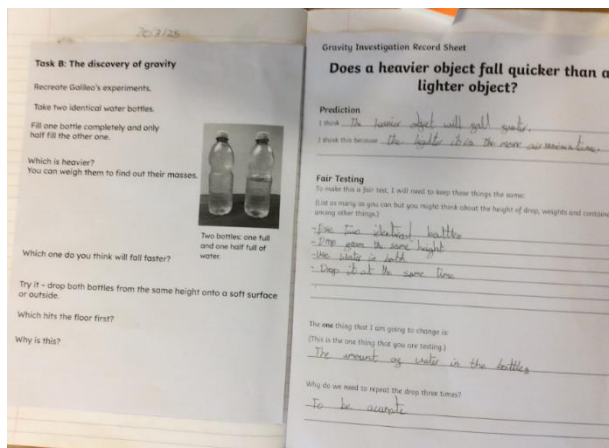 20/3/25
Task B: The discovery of gravity
Recreate Galileo's experiments.
Take two identical water bottles.
Fill one bottle completely and only
half fill the other one.
Which is heavier?
You can weigh them to find out their masses.
Two bottles: one full
and one half full of
water.
Which one do you think will fall faster?
Try it – drop both bottles from the same height onto a soft surface
or outside.
Which hits the floor first?
Why is this?
Gravity Investigation Record Sheet
Does a heavier object fall quicker than a
lighter object?
Prediction
I think The heavier object will fall
I think this because the lighter it is the more air resistance
Fair Testing
To make this a fair test, I will need to keep these things the same:
(List as many as you can but you might think about the height of drop, weights and
among other things.)
- Use Two identical bottles
- Drop from the same height
- Use water in both
- Drop it at the same time
The one thing that I am going to change is:
(This is the one thing that you are testing.)
The amount of water in the bottles
Why do we need to repeat the drop three times?
To be acurate